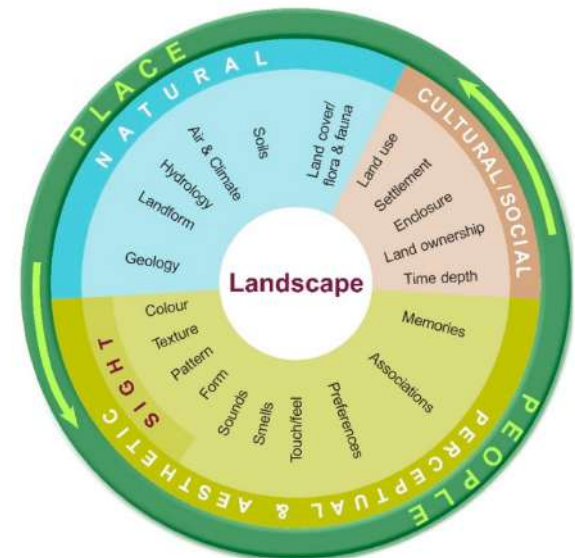 PLACE
NATURAL
Geology
Landform
Hydrology
Air & Climate
Soils
Land cover/
flora & fauna
CULTURAL/SOCIAL
Land use
Settlement
Enclosure
Land ownership
Time depth
Landscape
Memories
Associations
Preferences
Touch/feel
Smells
Sounds
Form
Pattern
Texture
Colour
SIGHT
PERCEPTUAL & AESTHETIC
PEOPLE